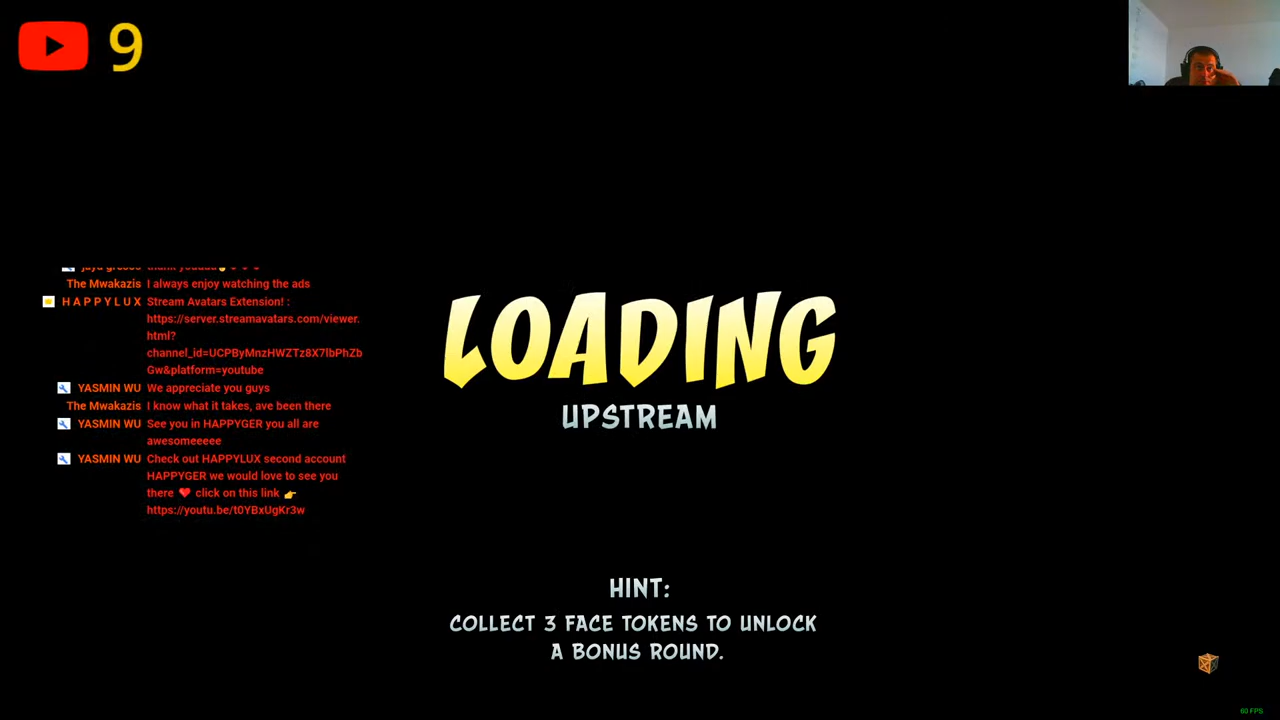 9
The Mwakazis I always enjoy watching the ads
H A P P Y L U X Stream Avatars Extension! :
https://server.streamavatars.com/viewer.
html?
channel_id=UCPByMnzHWZTz8X7lbPhZb
Gw&platform=youtube
YASMIN WU We appreciate you guys
The Mwakazis I know what it takes, ave been there
YASMIN WU See you in HAPPYGER you all are
awesomeeeee
YASMIN WU Check out HAPPYLUX second account
HAPPYGER we would love to see you
there ❤️ click on this link 👉
https://youtu.be/t0YBxUgKr3w
LOADING
UPSTREAM
HINT:
COLLECT 3 FACE TOKENS TO UNLOCK
A BONUS ROUND.
60 FPS